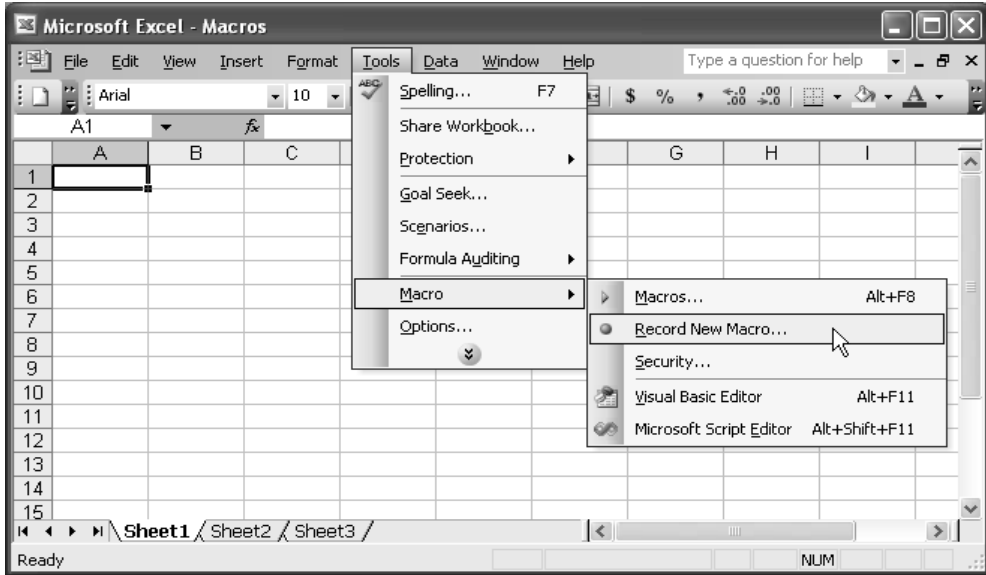 Microsoft Excel - Macros
File Edit View Insert Format Tools Data Window Help Type a question for help
Arial 10 $ % , .00 .00 A
A1 fx
A B C G H I
1
2
3
4
5
6
7
8
9
10
11
12
13
14
15
ABC Spelling... F7
Share Workbook...
Protection
Goal Seek...
Scenarios...
Formula Auditing
Macro
Options...
Macros... Alt+F8
Record New Macro...
Security...
Visual Basic Editor Alt+F11
Microsoft Script Editor Alt+Shift+F11
Sheet1 / Sheet2 / Sheet3 /
Ready NUM